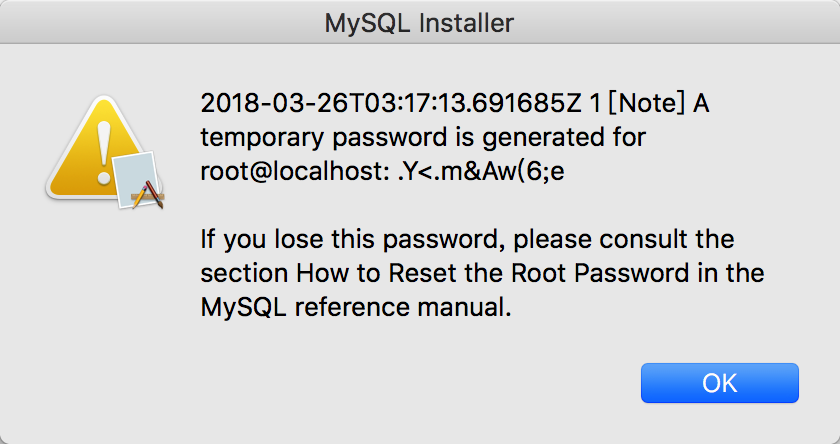 MySQL Installer
2018-03-26T03:17:13.691685Z 1 [Note] A
temporary password is generated for
root@localhost: .Y<.m&Aw(6;e
If you lose this password, please consult the
section How to Reset the Root Password in the
MySQL reference manual.
OK